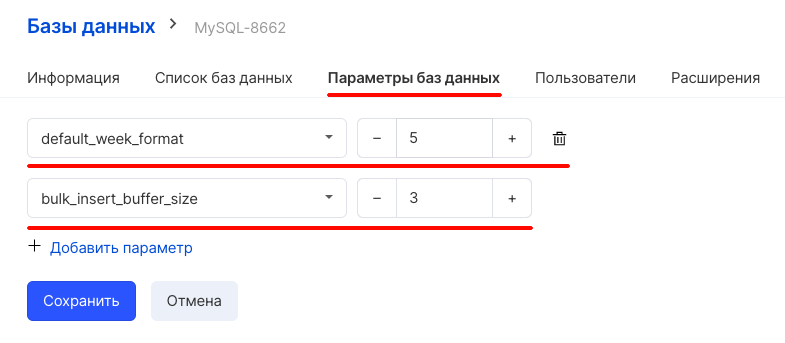 Базы данных > MySQL-8662
Информация Список баз данных Параметры баз данных Пользователи Расширения
default_week_format − 5 +
bulk_insert_buffer_size − 3 +
+ Добавить параметр
Сохранить Отмена